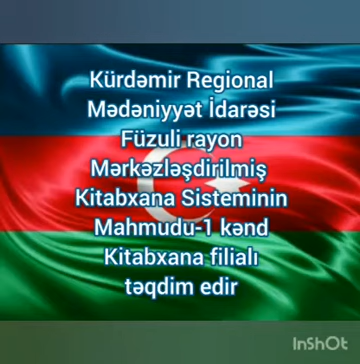 Kürdəmir Regional
Mədəniyyət İdarəsi
Füzuli rayon
Mərkəzləşdirilmiş
Kitabxana Sisteminin
Mahmudu-1 kənd
Kitabxana filialı
təqdim edir
InShOt